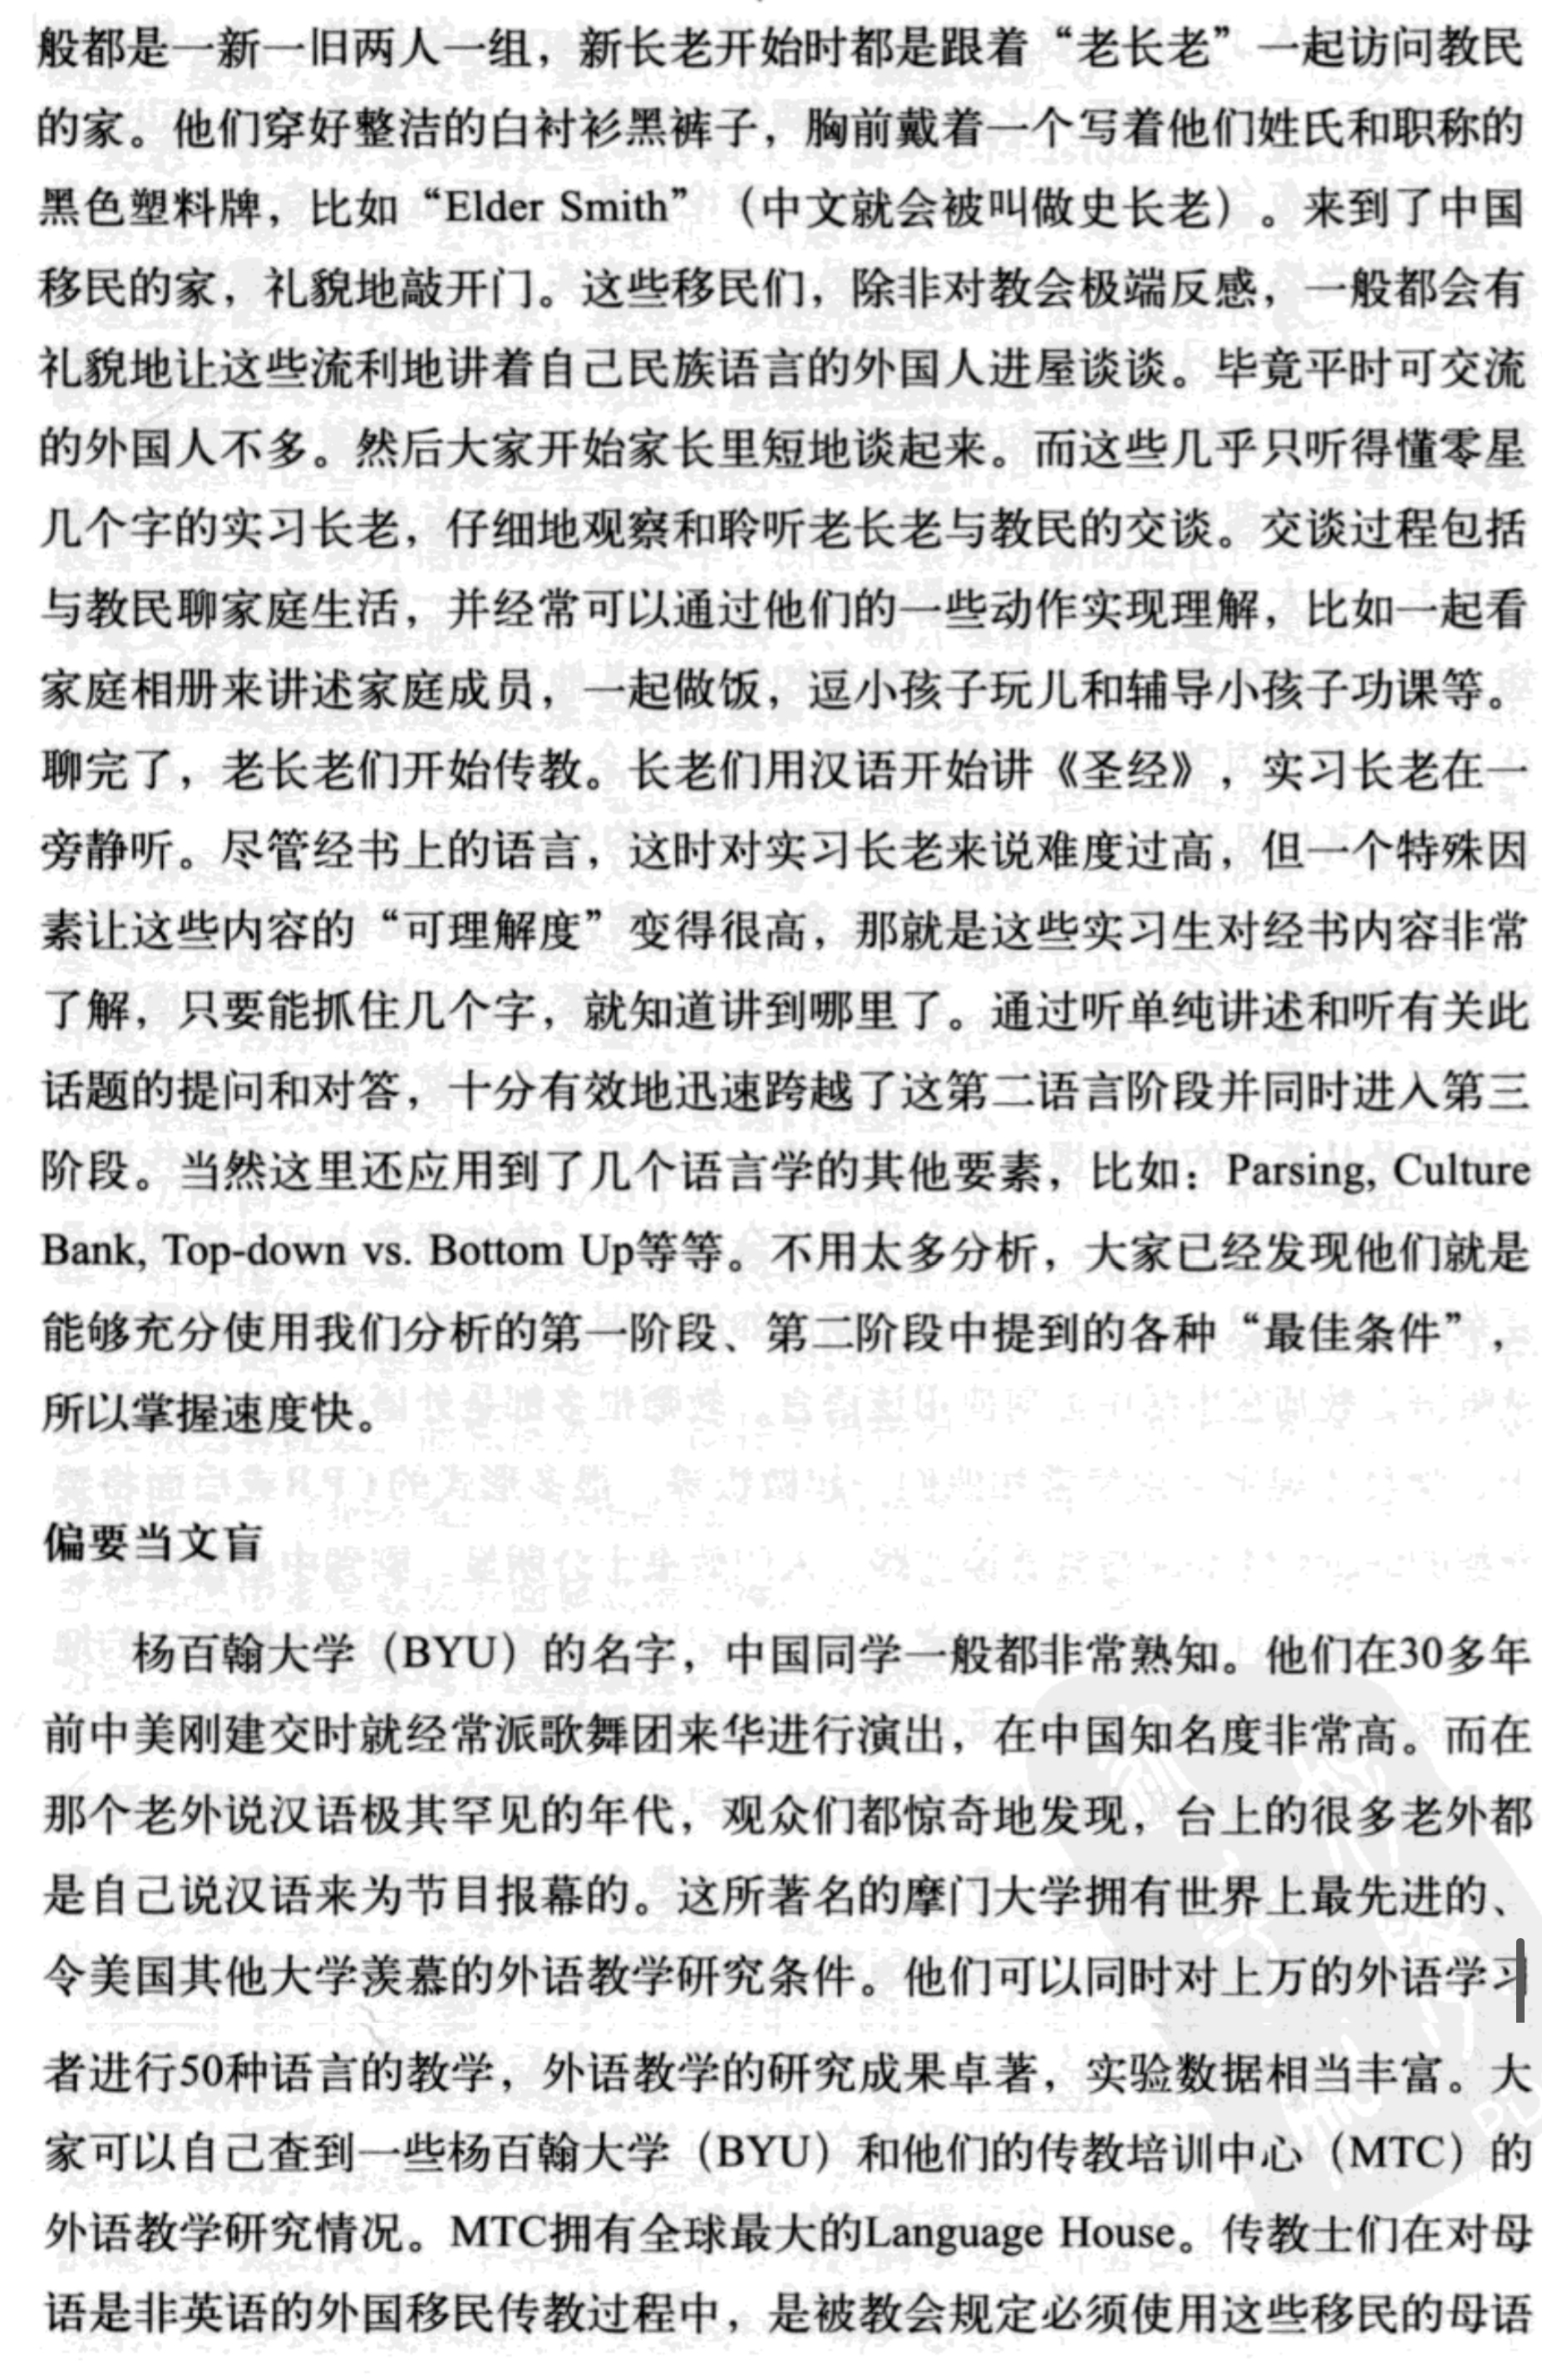 般都是一新一旧两人一组，新长老开始时都是跟着“老长老”一起访问教民
的家。他们穿好整洁的白衬衫黑裤子，胸前戴着一个写着他们姓氏和职称的
黑色塑料牌，比如“Elder Smith”（中文就会被叫做史长老）。来到了中国
移民的家，礼貌地敲开门。这些移民们，除非对教会极端反感，一般都会有
礼貌地让这些流利地讲着自己民族语言的外国人进屋谈谈。毕竟平时可交流
的外国人不多。然后大家开始家长里短地谈起来。而这些几乎只听得懂零星
几个字的实习长老，仔细地观察和聆听老长老与教民的交谈。交谈过程包括
与教民聊家庭生活，并经常可以通过他们的一些动作实现理解，比如一起看
家庭相册来讲述家庭成员，一起做饭，逗小孩子玩儿和辅导小孩子功课等。
聊完了，老长老们开始传教。长老们用汉语开始讲《圣经》，实习长老在一
旁静听。尽管经书上的语言，这时对实习长老来说难度过高，但一个特殊因
素让这些内容的“可理解度”变得很高，那就是这些实习生对经书内容非常
了解，只要能抓住几个字，就知道讲到哪里了。通过听单纯讲述和听有关此
话题的提问和对答，十分有效地迅速跨越了这第二语言阶段并同时进入第三
阶段。当然这里还应用到了几个语言学的其他要素，比如：Parsing, Culture
Bank, Top-down vs. Bottom Up等等。不用太多分析，大家已经发现他们就是
能够充分使用我们分析的第一阶段、第二阶段中提到的各种“最佳条件”，
所以掌握速度快。
偏要当文盲
杨百翰大学（BYU）的名字，中国同学一般都非常熟知。他们在30多年
前中美刚建交时就经常派歌舞团来华进行演出，在中国知名度非常高。而在
那个老外说汉语极其罕见的年代，观众们都惊奇地发现，台上的很多老外都
是自己说汉语来为节目报幕的。这所著名的摩门大学拥有世界上最先进的、
令美国其他大学羡慕的外语教学研究条件。他们可以同时对上万的外语学习
者进行50种语言的教学，外语教学的研究成果卓著，实验数据相当丰富。大
家可以自己查到一些杨百翰大学（BYU）和他们的传教培训中心（MTC）的
外语教学研究情况。MTC拥有全球最大的Language House。传教士们在对母
语是非英语的外国移民传教过程中，是被教会规定必须使用这些移民的母语